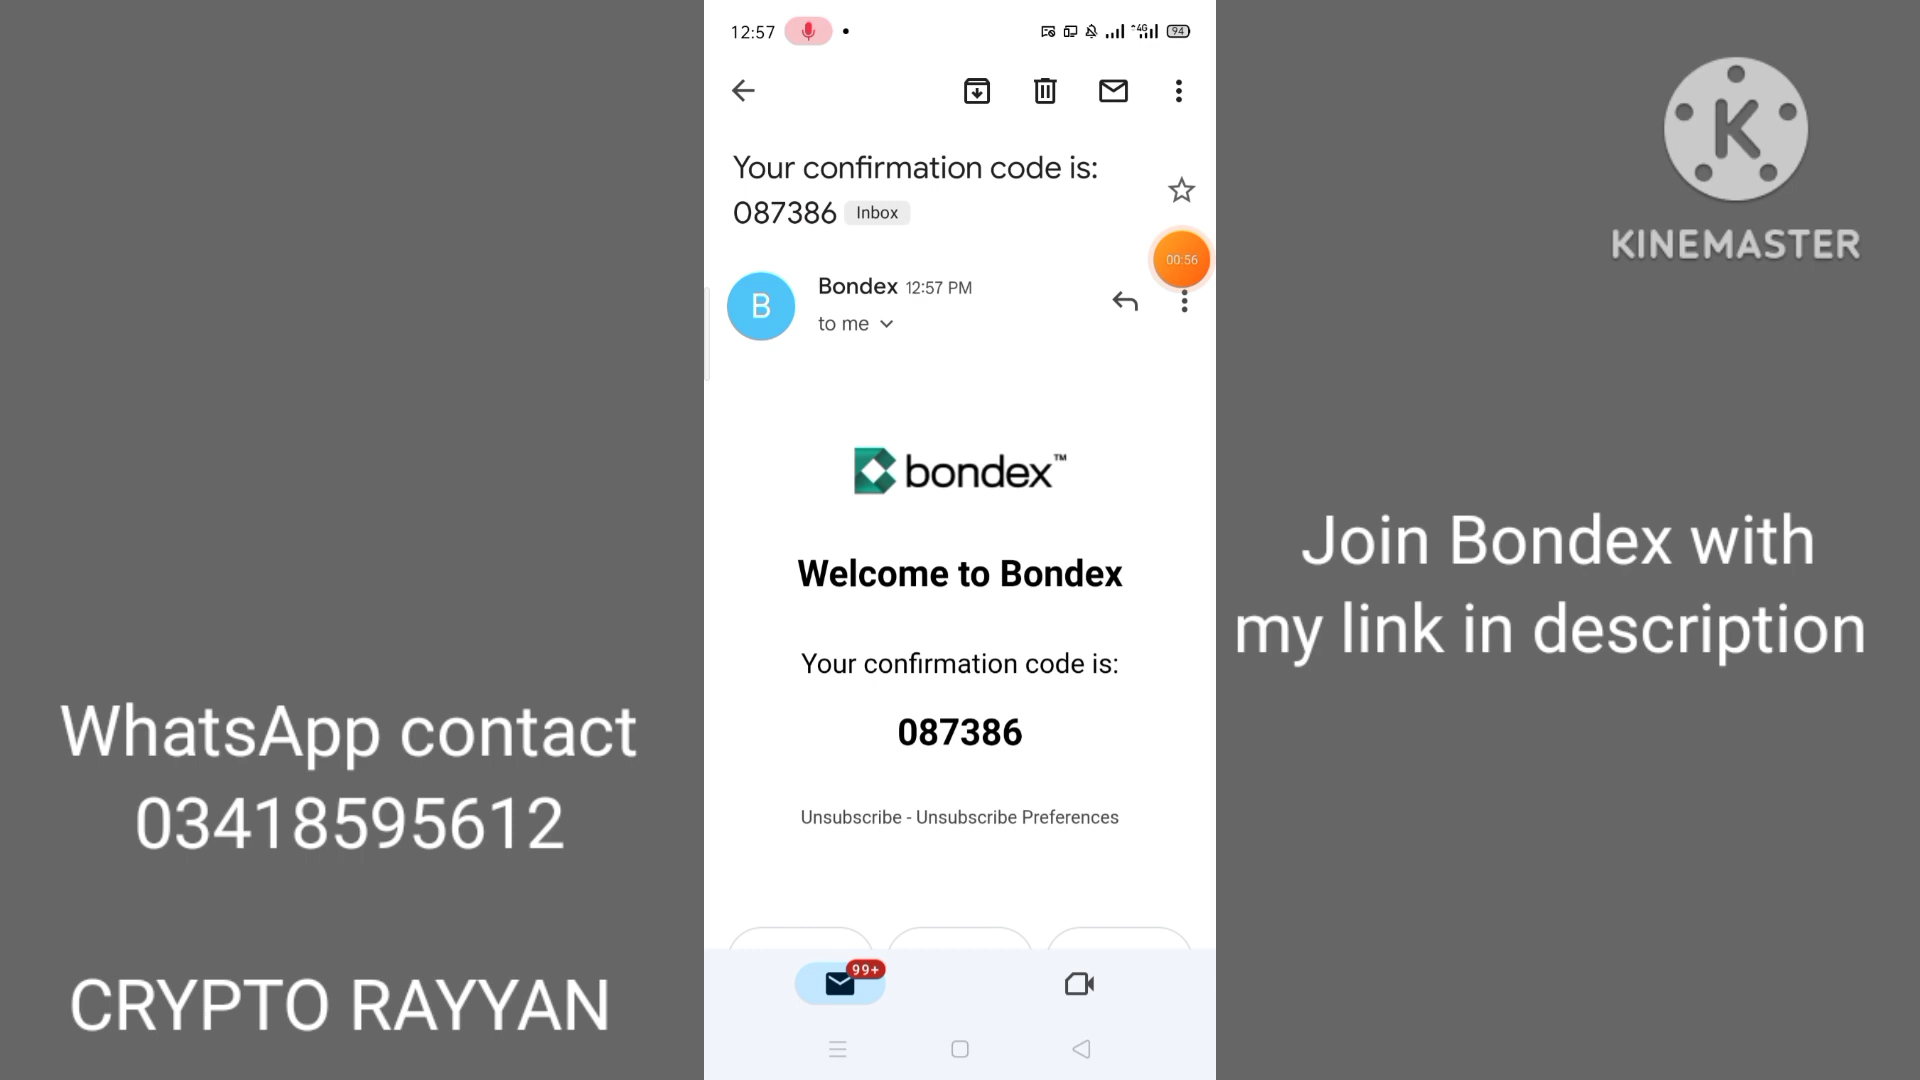 12:57
4G
94
K
KINEMASTER
Your confirmation code is:
087386 Inbox
00:56
B
Bondex 12:57 PM
to me
bondex™
Welcome to Bondex
Your confirmation code is:
087386
Unsubscribe - Unsubscribe Preferences
99+
Join Bondex with
my link in description
WhatsApp contact
03418595612
CRYPTO RAYYAN